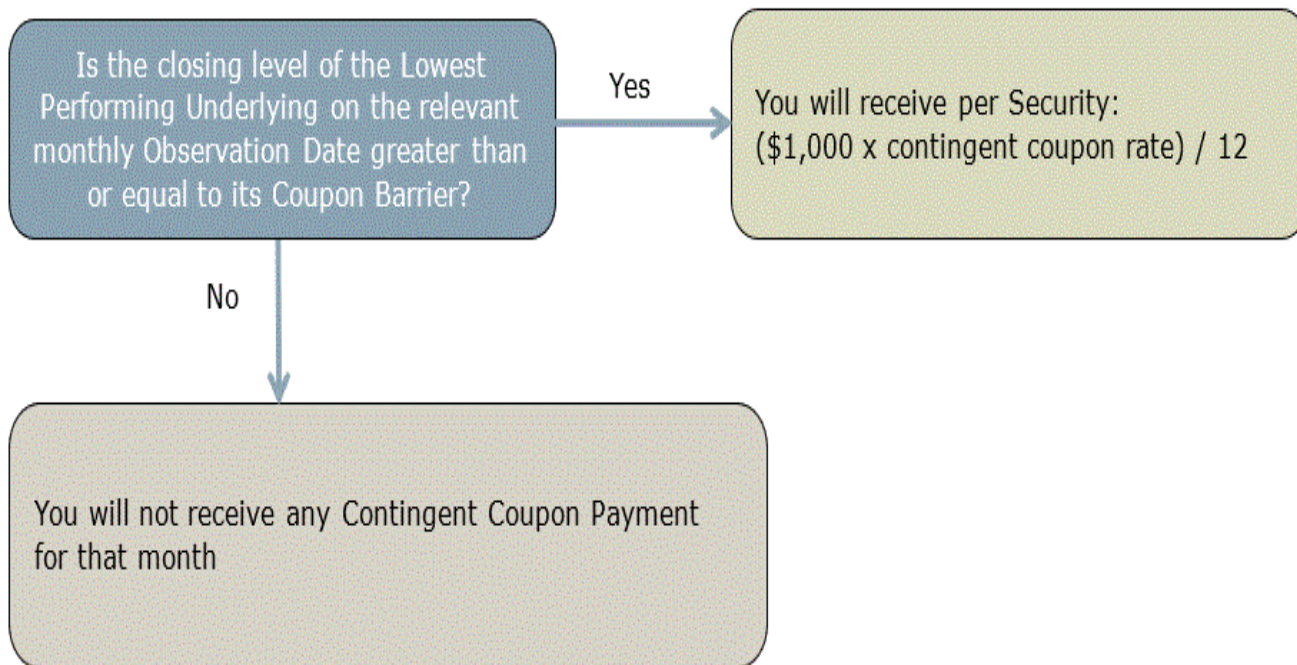 Is the closing level of the Lowest
Performing Underlying on the relevant
monthly Observation Date greater than
or equal to its Coupon Barrier?
Yes
You will receive per Security:
($1,000 x contingent coupon rate) / 12
No
You will not receive any Contingent Coupon Payment
for that month